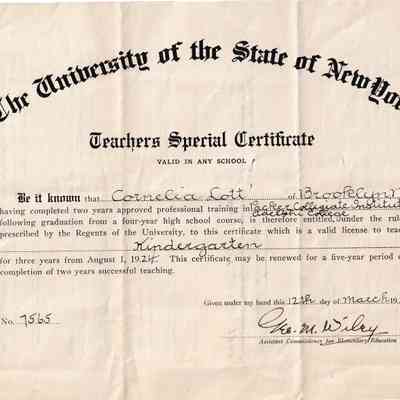 The University of the State of New Yor
Teachers Special Certificate
VALID IN ANY SCHOOL
Be it known that Cornelia Lott of Brooklyn
having completed two years approved professional training in Packer Collegiate Institut
Adelphi College
following graduation from a four-year high school course, is therefore entitled, under the rule
prescribed by the Regents of the University, to this certificate which is a valid license to teac
Kindergarten
for three years from August 1, 1924. This certificate may be renewed for a five-year period o
completion of two years successful teaching.
Given under my hand this 12th day of March 19
No. 7565
Geo. M. Wiley
Assistant Commissioner for Elementary Education